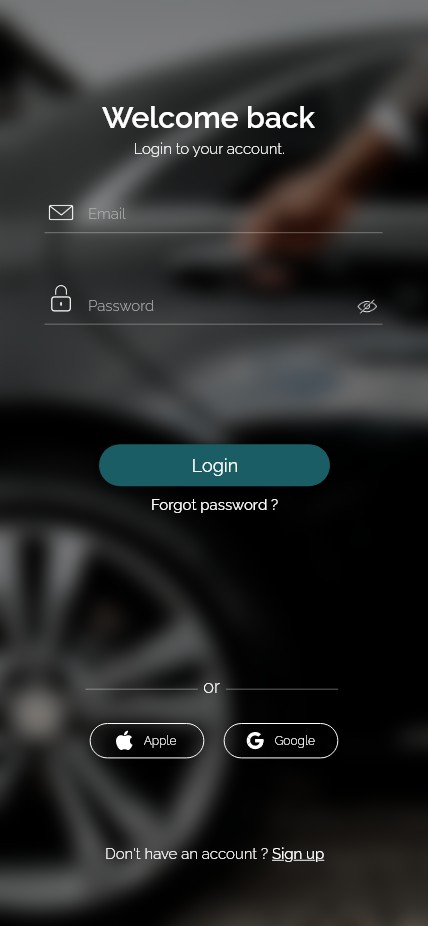 Welcome back
Login to your account.
Email
Password
Login
Forgot password ?
or
Apple
Google
Don't have an account ? Sign up